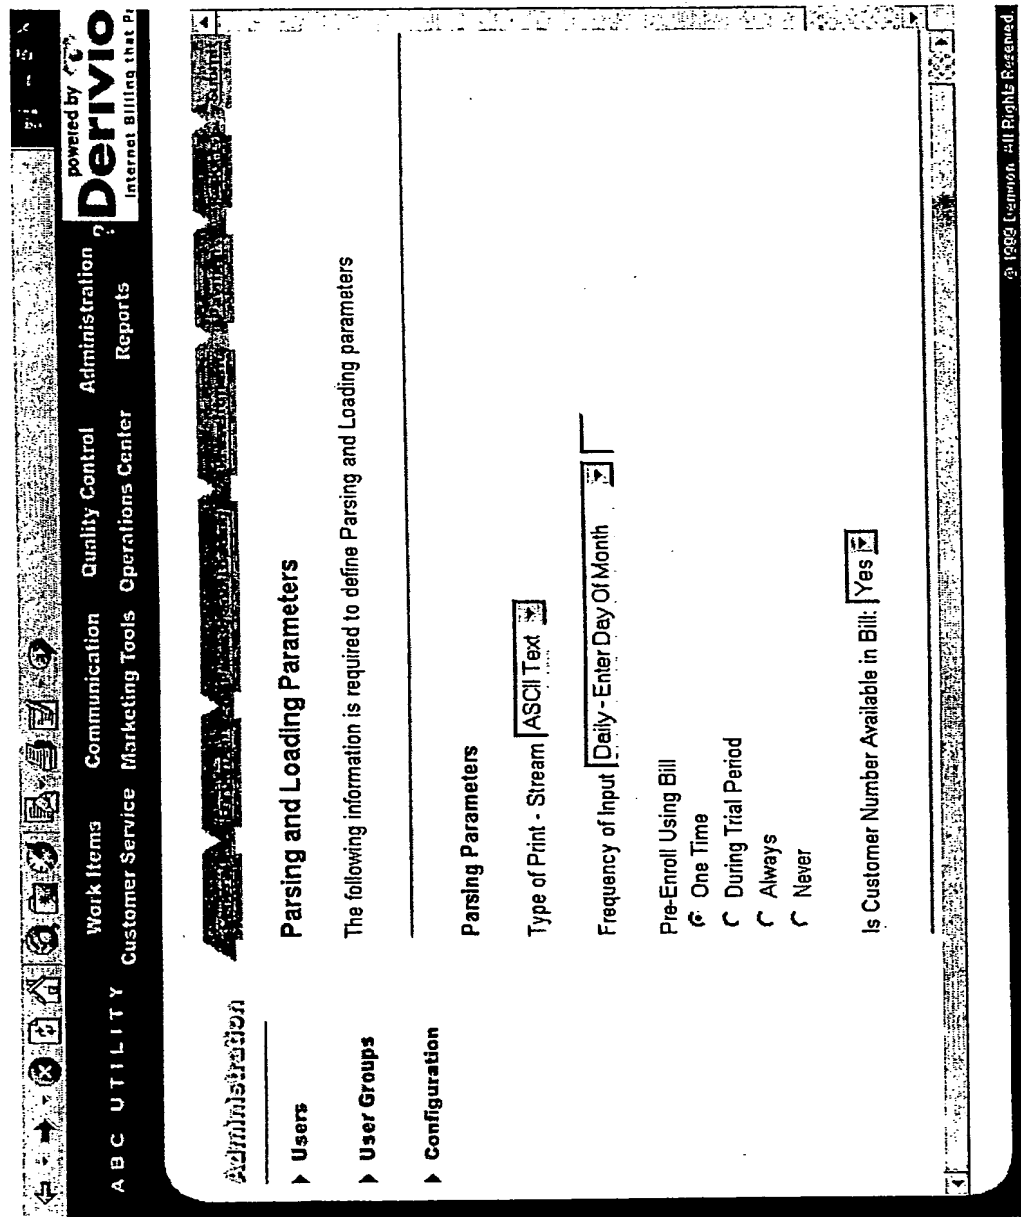 powered by
Derivio
Internet Billing that
ABC UTILITY
Work Items Communication Quality Control Administration ?
Customer Service Marketing Tools Operations Center Reports
Administration
Users
User Groups
Configuration
Parsing and Loading Parameters
The following information is required to define Parsing and Loading parameters
Parsing Parameters
Type of Print - Stream ASCII Text
Frequency of Input Daily - Enter Day Of Month
Pre-Enroll Using Bill
One Time
During Trial Period
Always
Never
Is Customer Number Available in Bill: Yes
© 1999 All Rights Reserved.